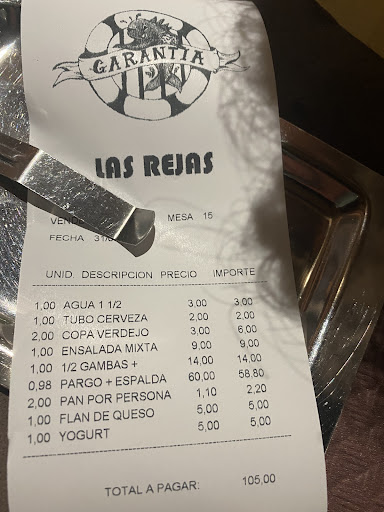 GARANTIA
LAS REJAS
MESA 15
FECHA
UNID. DESCRIPCION PRECIO IMPORTE
1,00 AGUA 1 1/2 3,00 3,00
1,00 TUBO CERVEZA 2,00 2,00
2,00 COPA VERDEJO 3,00 6,00
1,00 ENSALADA MIXTA 9,00 9,00
1,00 1/2 GAMBAS + 14,00 14,00
0,98 PARGO + ESPALDA 60,00 58,80
2,00 PAN POR PERSONA 1,10 2,20
1,00 FLAN DE QUESO 5,00 5,00
1,00 YOGURT 5,00 5,00
TOTAL A PAGAR: 105,00